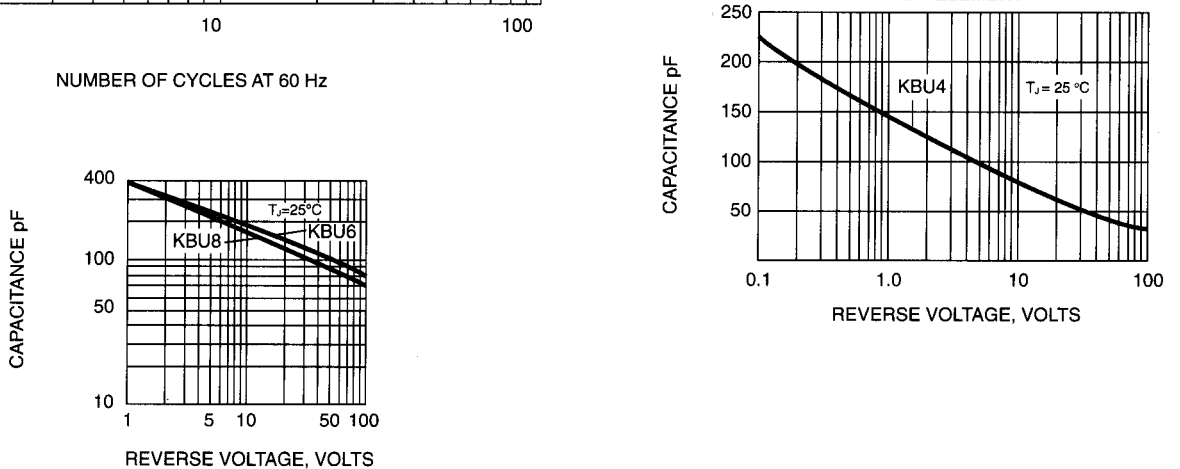 10 100
NUMBER OF CYCLES AT 60 Hz
CAPACITANCE pF
400
100
50
10
1 5 10 50 100
TJ=25°C
KBU8
KBU6
REVERSE VOLTAGE, VOLTS
CAPACITANCE pF
250
200
150
100
50
0.1 1.0 10 100
KBU4
TJ = 25 °C
REVERSE VOLTAGE, VOLTS